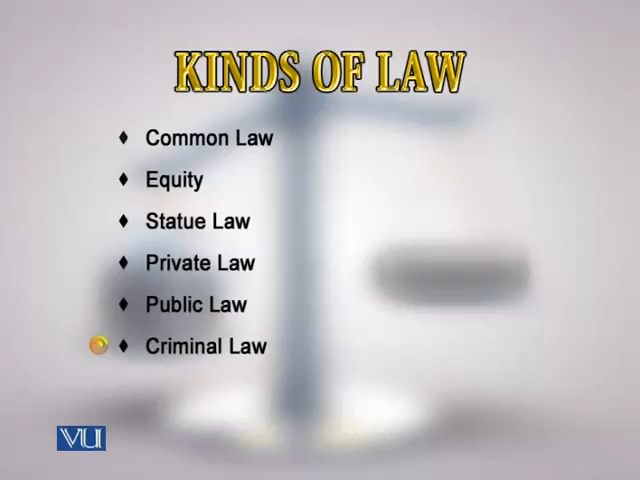 KINDS OF LAW
Common Law
Equity
Statue Law
Private Law
Public Law
Criminal Law
VU